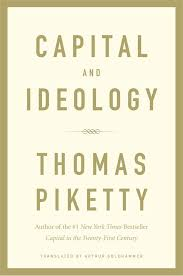 CAPITAL
AND
IDEOLOGY
THOMAS
PIKETTY
Author of the #1 New York Times Bestseller
Capital in the Twenty-First Century
TRANSLATED BY ARTHUR GOLDHAMMER